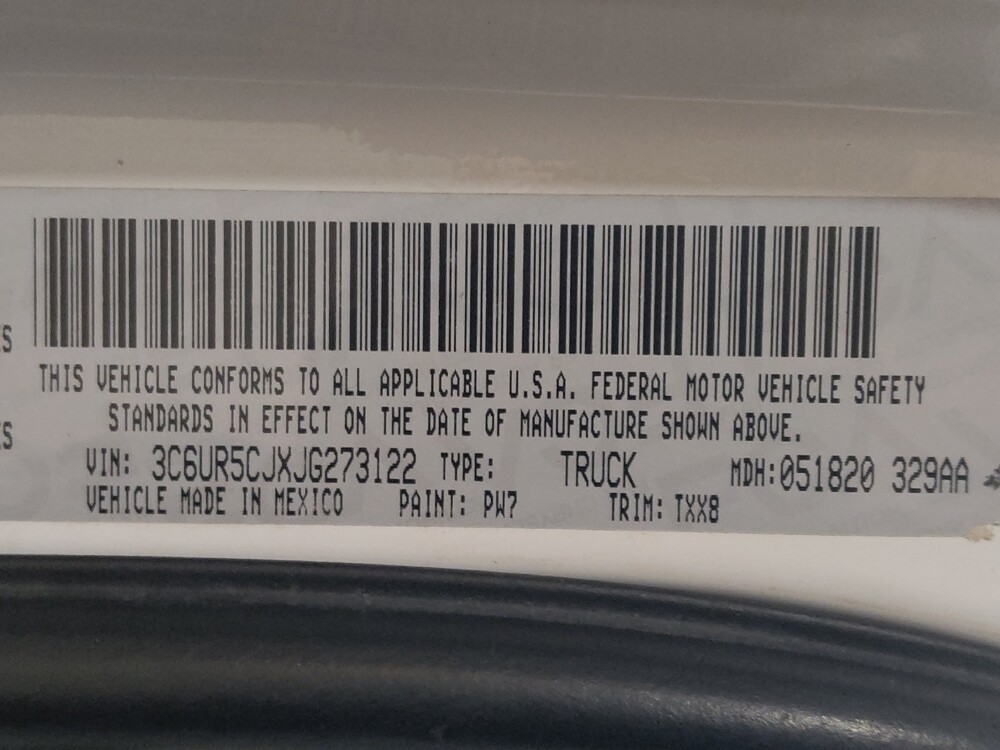 THIS VEHICLE CONFORMS TO ALL APPLICABLE U.S.A. FEDERAL MOTOR VEHICLE SAFETY
STANDARDS IN EFFECT ON THE DATE OF MANUFACTURE SHOWN ABOVE.
VIN: 3C6UR5CJXJG273122 TYPE: TRUCK MDH:051820 329AA
VEHICLE MADE IN MEXICO PAINT: PW7 TRIM: TXX8